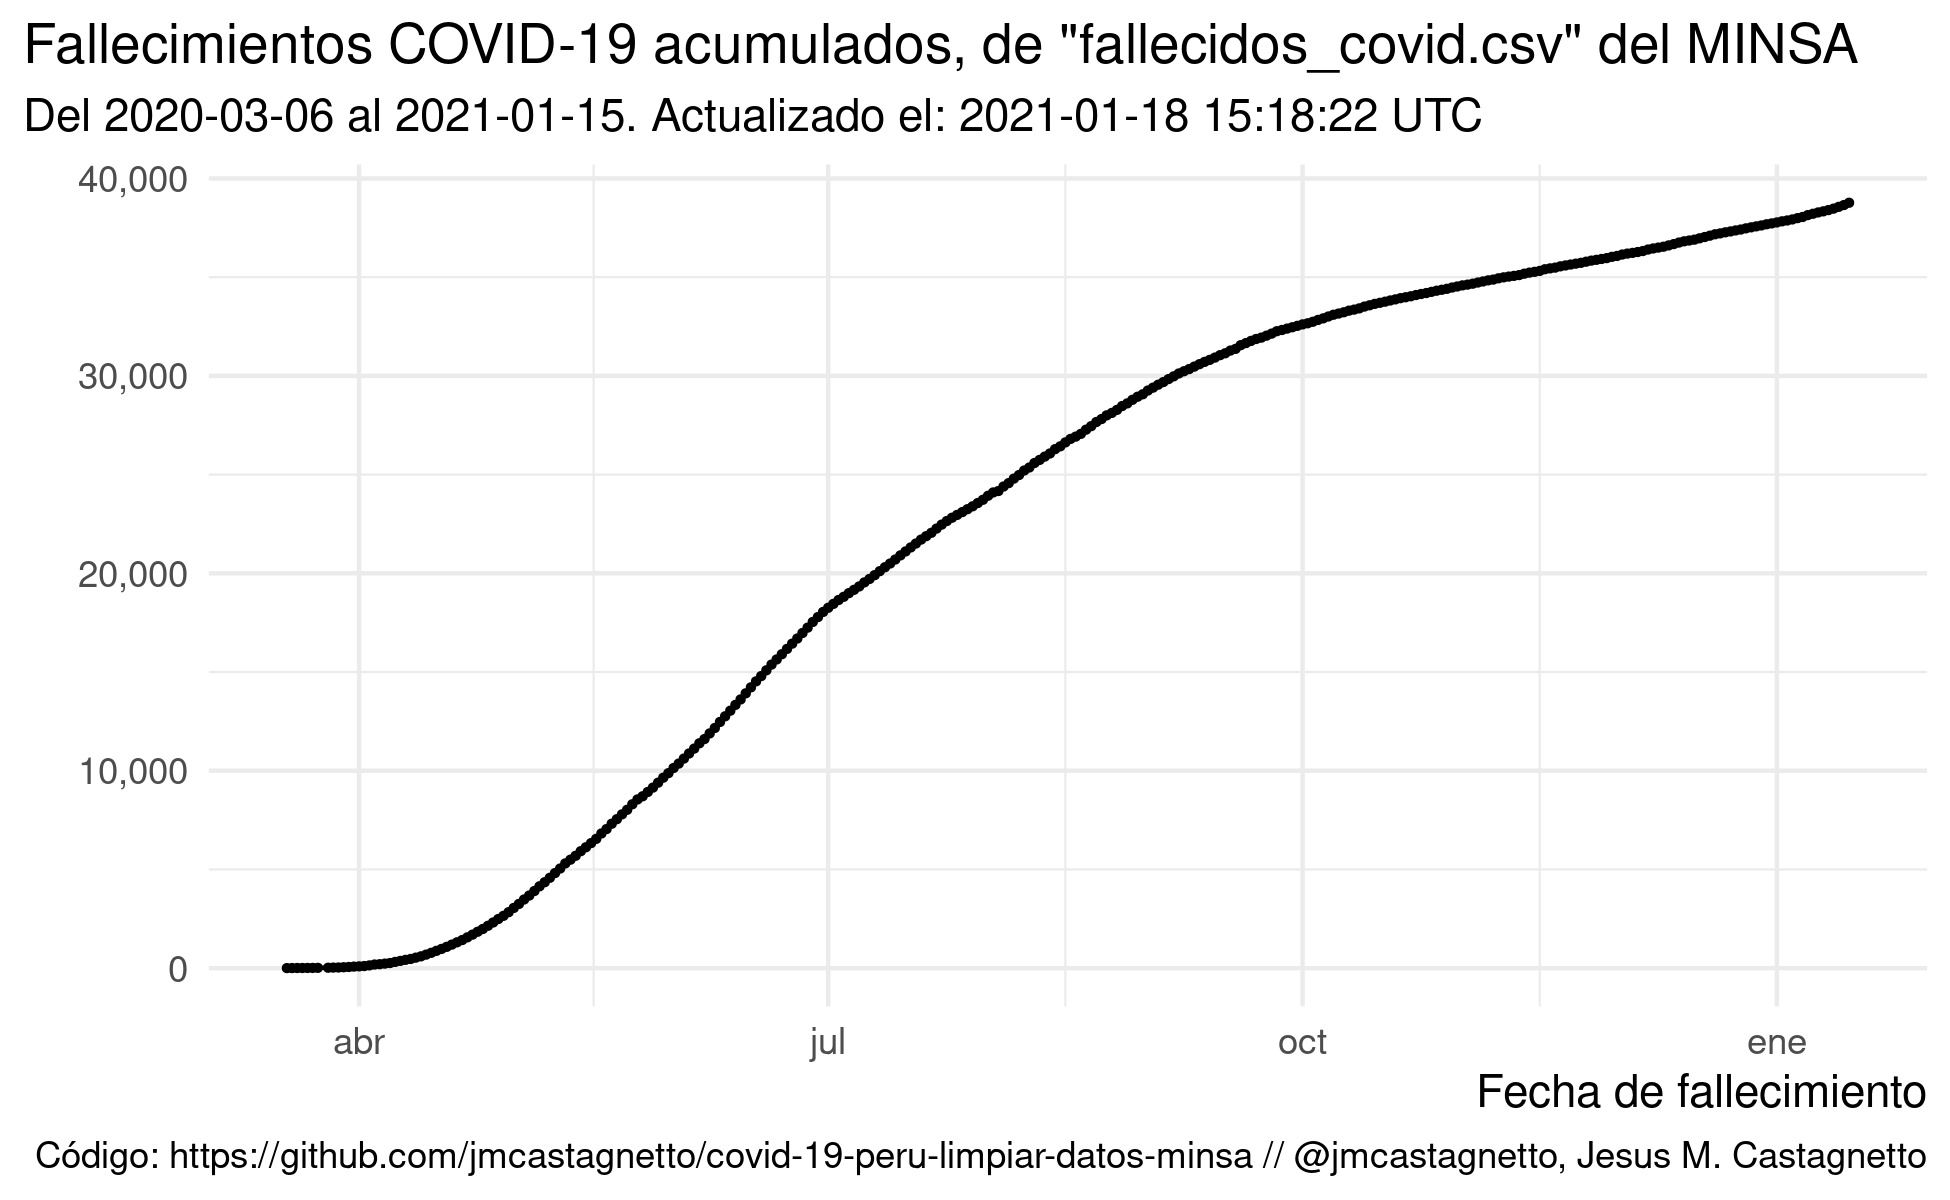 Fallecimientos COVID-19 acumulados, de "fallecidos_covid.csv" del MINSA
Del 2020-03-06 al 2021-01-15. Actualizado el: 2021-01-18 15:18:22 UTC
40,000
30,000
20,000
10,000
0
abr jul oct ene
Fecha de fallecimiento
Código: https://github.com/jmcastagnetto/covid-19-peru-limpiar-datos-minsa // @jmcastagnetto, Jesus M. Castagnetto